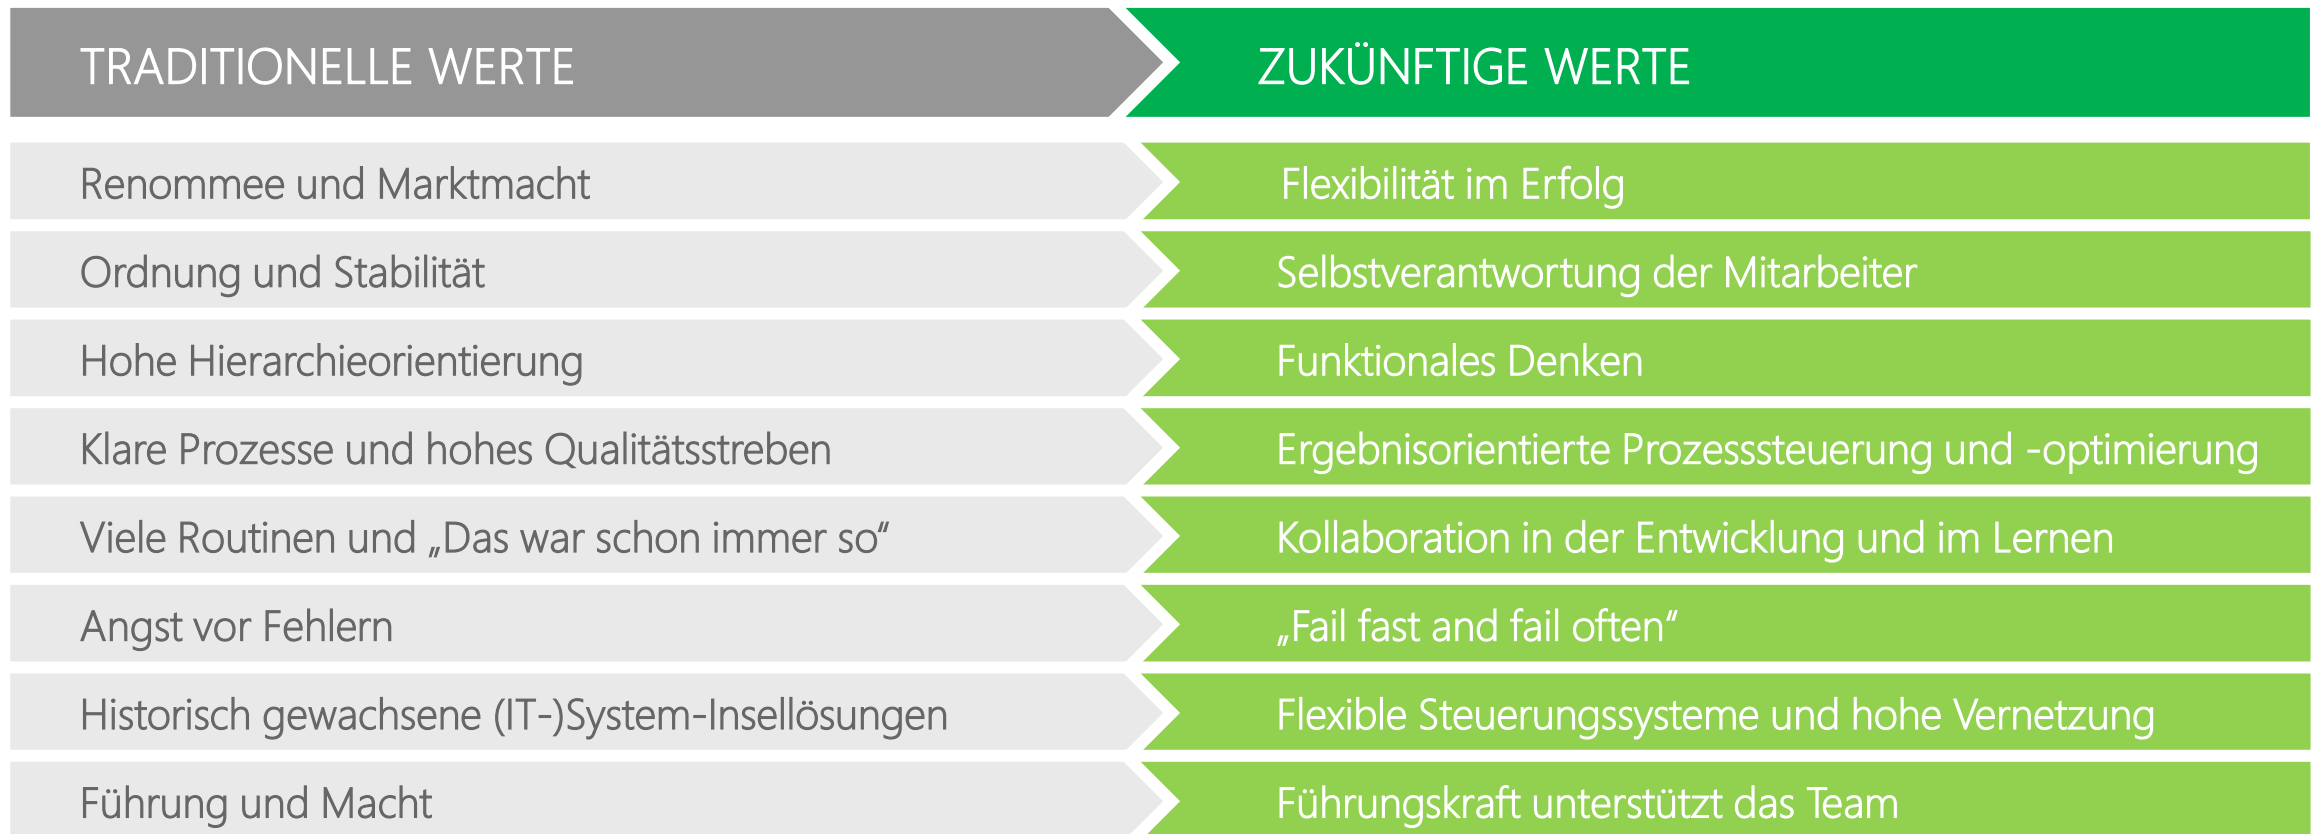 TRADITIONELLE WERTE
ZUKÜNFTIGE WERTE
Renommee und Marktmacht
Flexibilität im Erfolg
Ordnung und Stabilität
Selbstverantwortung der Mitarbeiter
Hohe Hierarchieorientierung
Funktionales Denken
Klare Prozesse und hohes Qualitätsstreben
Ergebnisorientierte Prozesssteuerung und -optimierung
Viele Routinen und „Das war schon immer so“
Kollaboration in der Entwicklung und im Lernen
Angst vor Fehlern
„Fail fast and fail often“
Historisch gewachsene (IT-)System-Insellösungen
Flexible Steuerungssysteme und hohe Vernetzung
Führung und Macht
Führungskraft unterstützt das Team